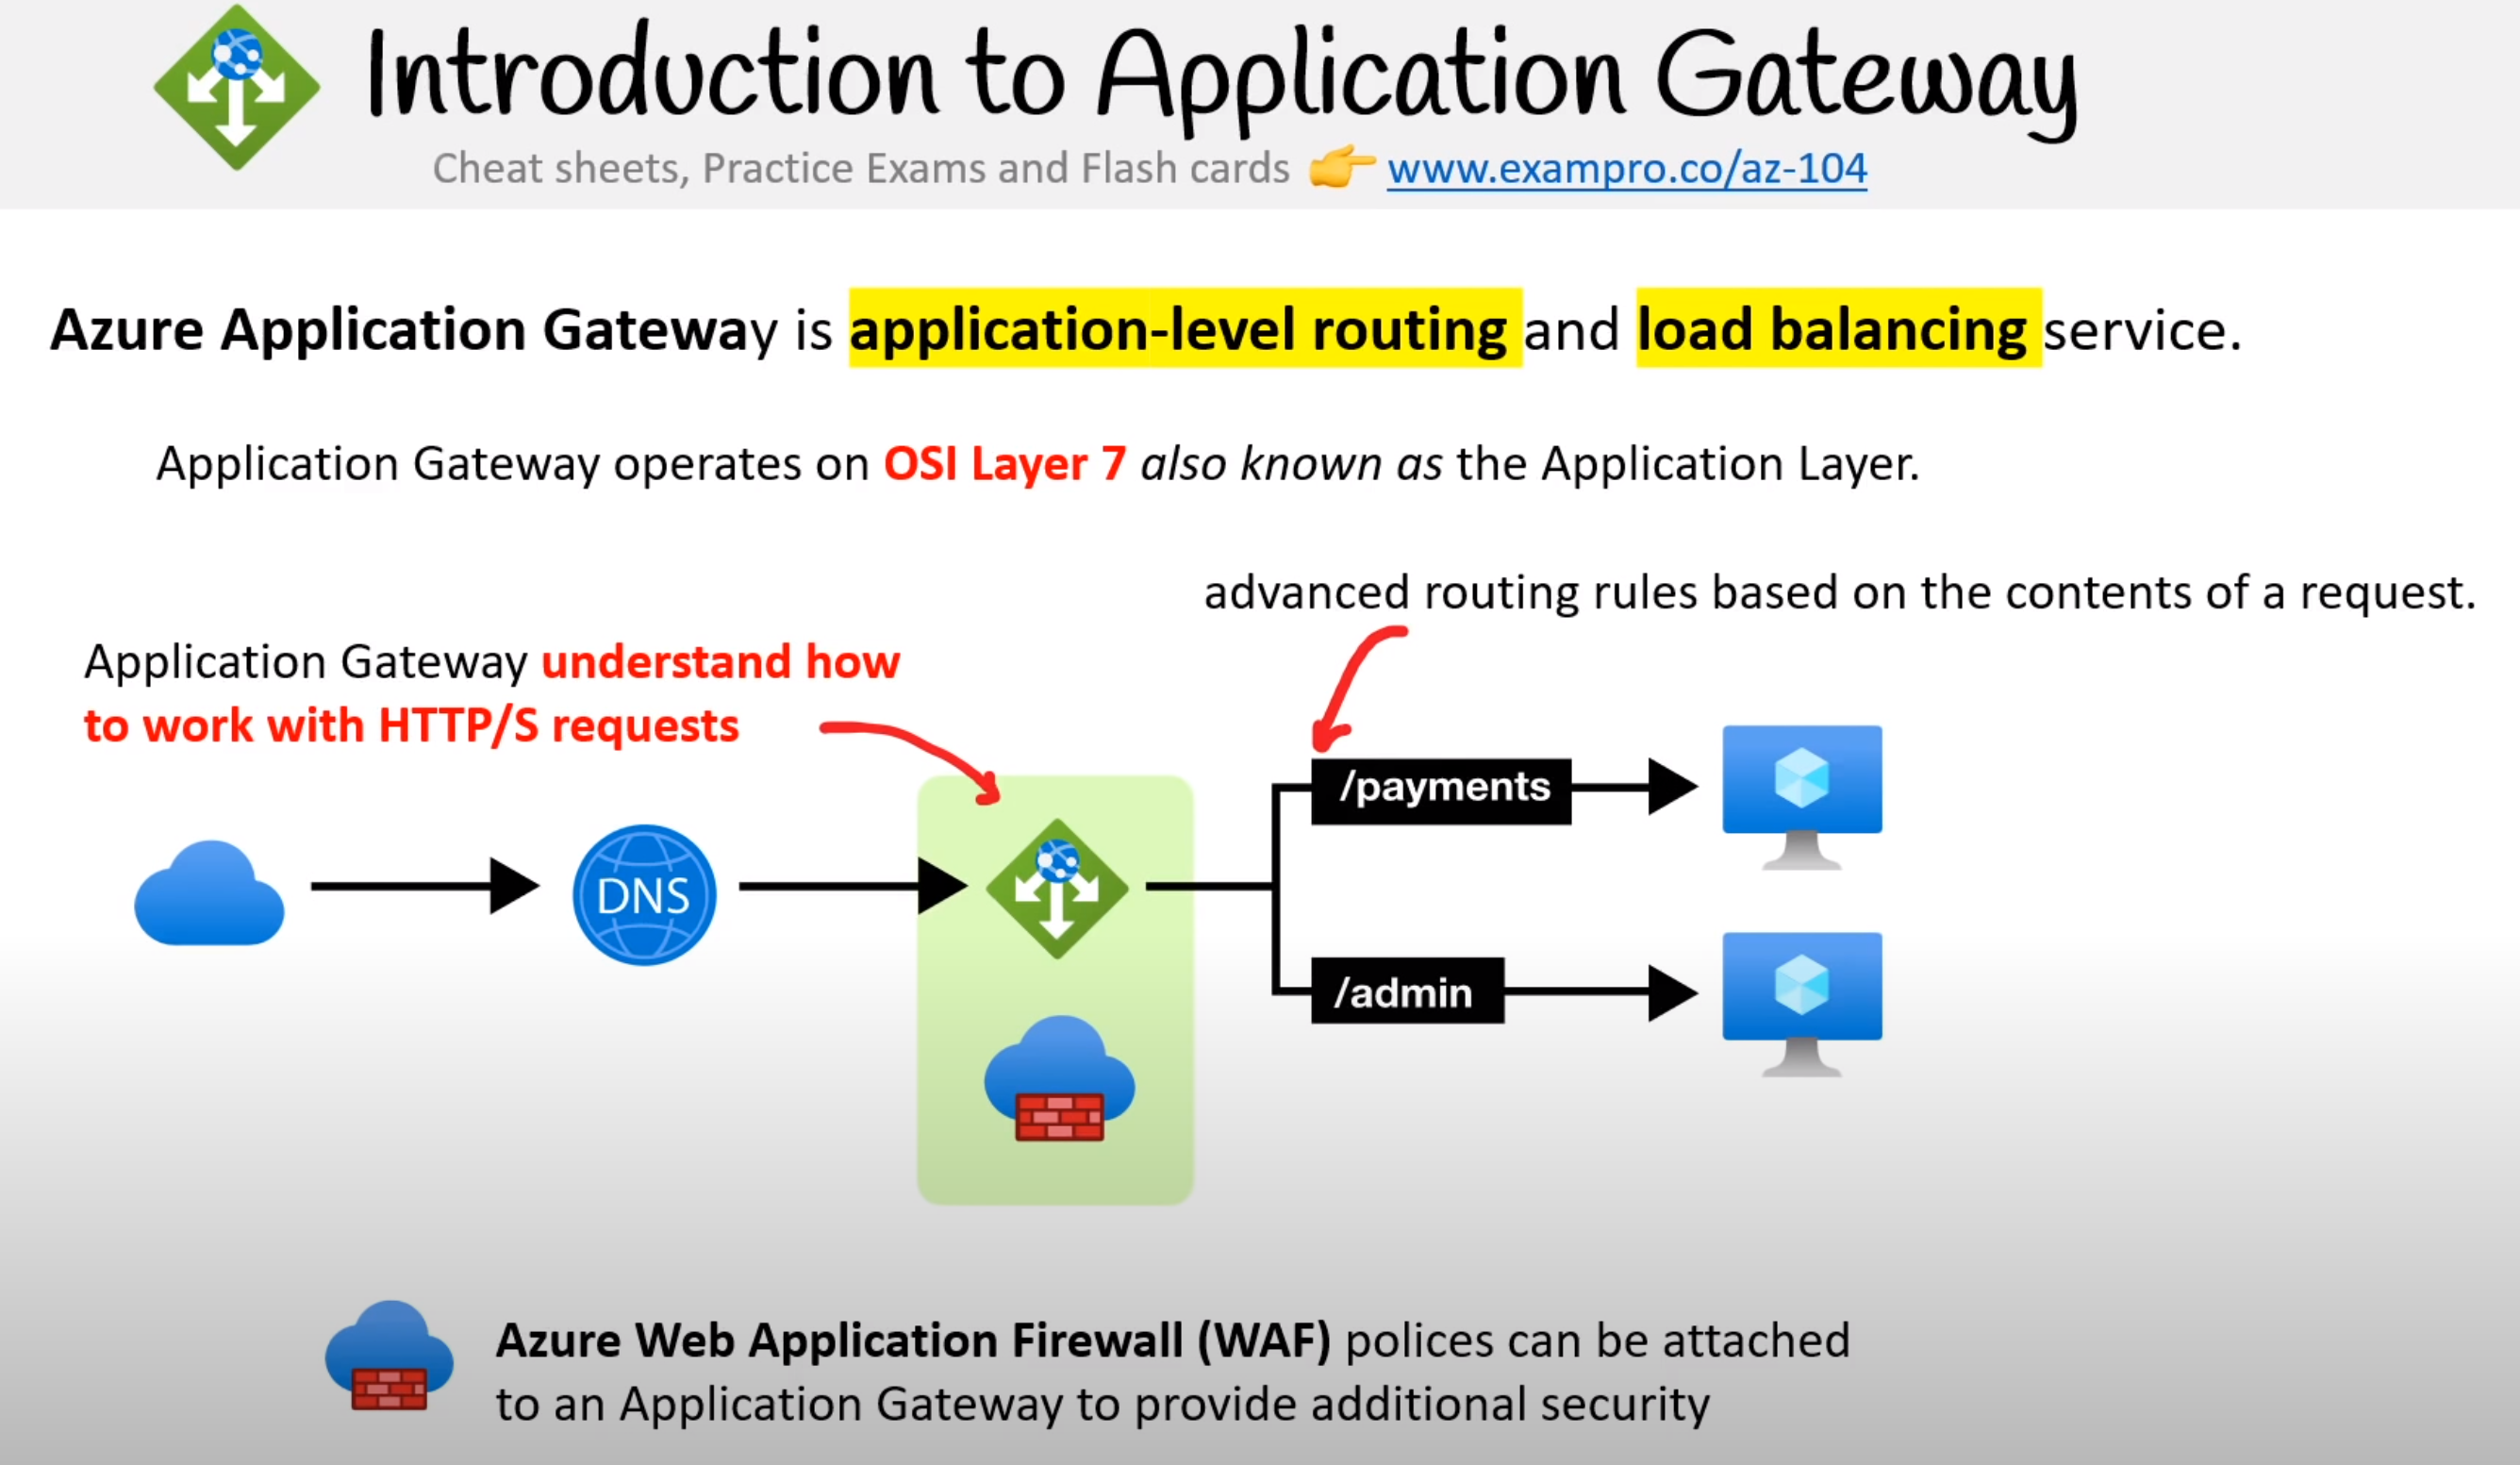 Introduction to Application Gateway
Cheat sheets, Practice Exams and Flash cards 👉 www.exampro.co/az-104
Azure Application Gateway is application-level routing and load balancing service.
Application Gateway operates on OSI Layer 7 also known as the Application Layer.
advanced routing rules based on the contents of a request.
Application Gateway understand how
to work with HTTP/S requests
/payments
DNS
/admin
Azure Web Application Firewall (WAF) polices can be attached
to an Application Gateway to provide additional security